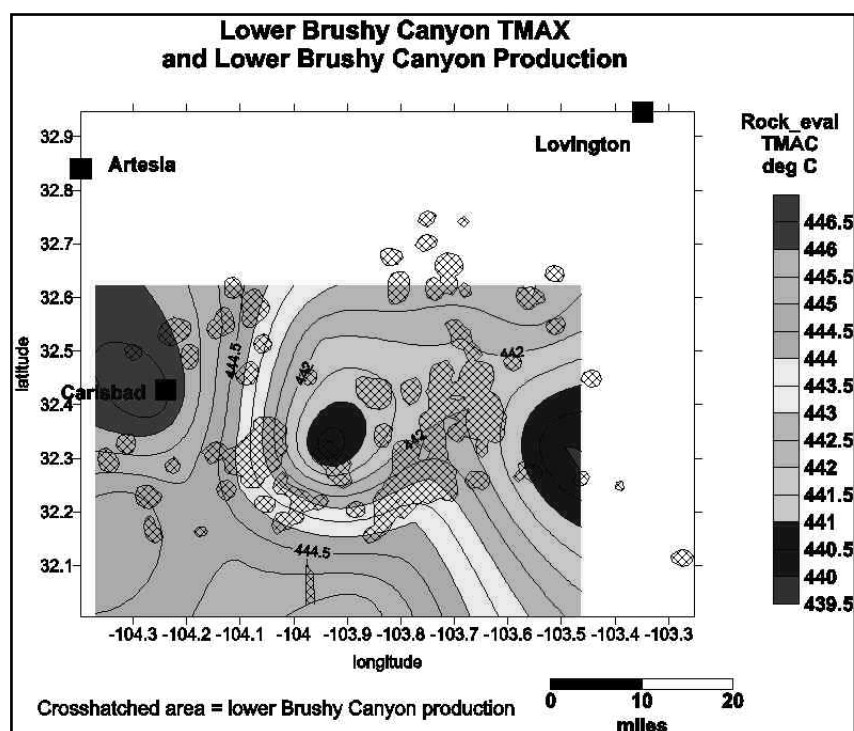 Lower Brushy Canyon TMAX
and Lower Brushy Canyon Production
Lovington
Artesia
Carlsbad
Rock_eval
TMAC
deg C
446.5
446
445.5
445
444.5
444
443.5
443
442.5
442
441.5
441
440.5
440
439.5
32.9
32.8
32.7
32.6
32.5
32.4
32.3
32.2
32.1
latitude
444.5
442
442
442
444.5
-104.3 -104.2 -104.1 -104 -103.9 -103.8 -103.7 -103.6 -103.5 -103.4 -103.3
longitude
Crosshatched area = lower Brushy Canyon production
0 10 20
miles